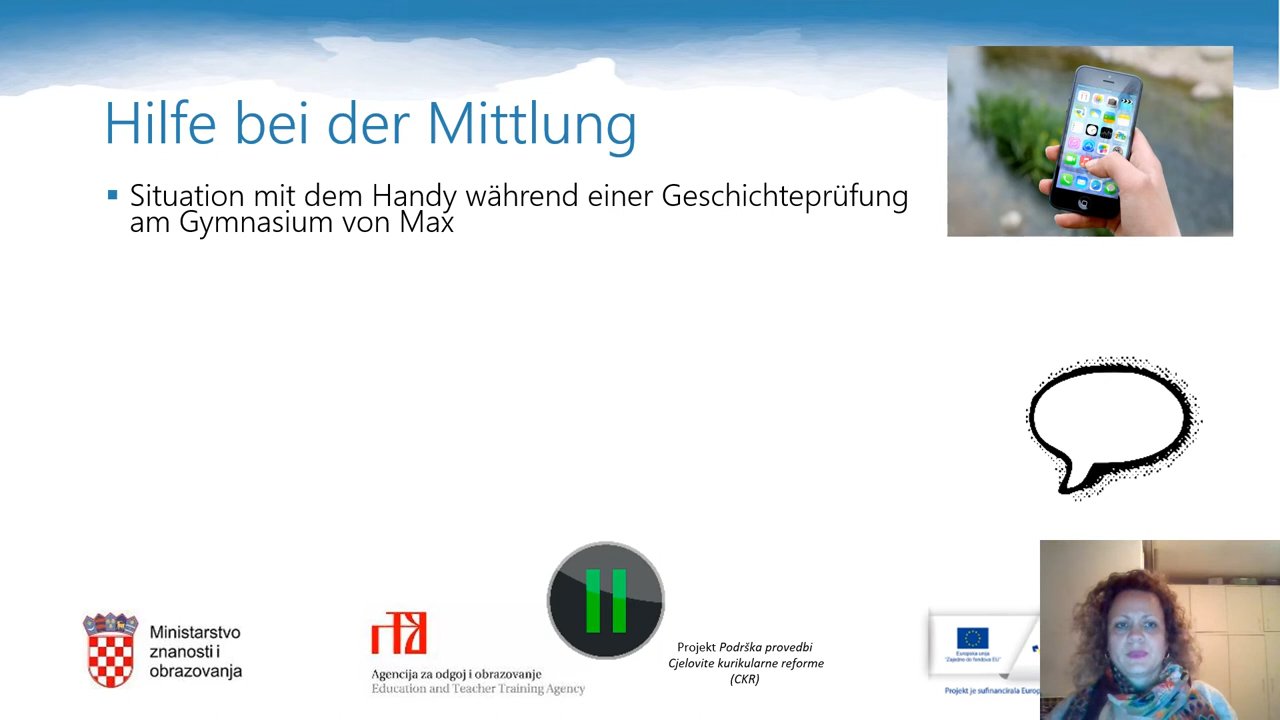 Hilfe bei der Mittlung
Situation mit dem Handy während einer Geschichteprüfung
am Gymnasium von Max
Ministarstvo
znanosti i
obrazovanja
Agencija za odgoj i obrazovanje
Education and Teacher Training Agency
Projekt Podrška provedbi
Cjelovite kurikularne reforme
(CKR)
Europska unija
"Zajedno do fondova EU"
Projekt je sufinancirala Europ